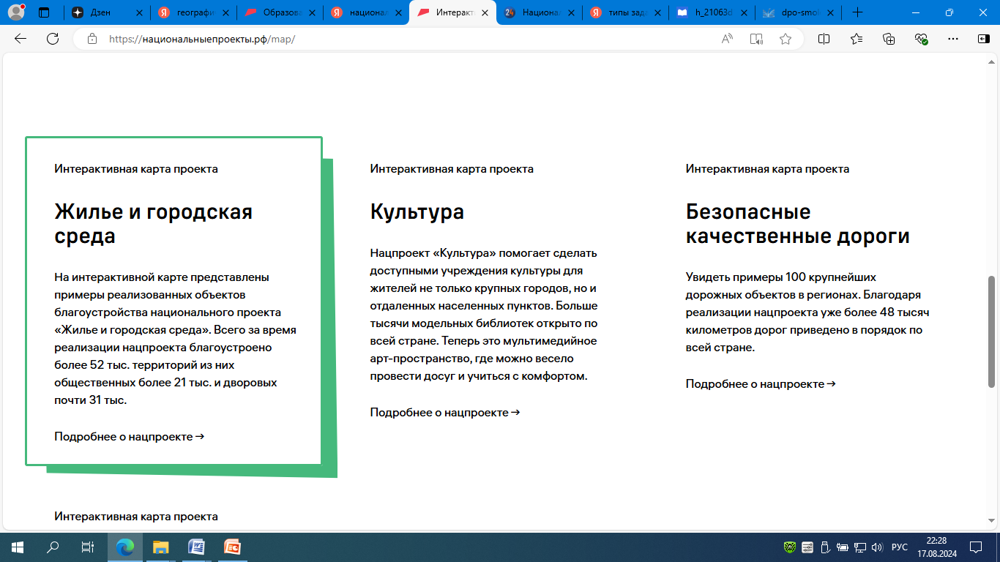 Дзен
географи
Образова
национал
Интеракт
Национал
типы зада
h_21063d
dpo-smol
https://национальныепроекты.рф/map/
Интерактивная карта проекта
Жилье и городская
среда
На интерактивной карте представлены
примеры реализованных объектов
благоустройства национального проекта
«Жилье и городская среда». Всего за время
реализации нацпроекта благоустроено
более 52 тыс. территорий из них
общественных более 21 тыс. и дворовых
почти 31 тыс.
Подробнее о нацпроекте →
Интерактивная карта проекта
Культура
Нацпроект «Культура» помогает сделать
доступными учреждения культуры для
жителей не только крупных городов, но и
отдаленных населенных пунктов. Больше
тысячи модельных библиотек открыто по
всей стране. Теперь это мультимедийное
арт-пространство, где можно весело
провести досуг и учиться с комфортом.
Подробнее о нацпроекте →
Интерактивная карта проекта
Безопасные
качественные дороги
Увидеть примеры 100 крупнейших
дорожных объектов в регионах. Благодаря
реализации нацпроекта уже более 48 тысяч
километров дорог приведено в порядок по
всей стране.
Подробнее о нацпроекте →
Интерактивная карта проекта
РУС
22:28
17.08.2024